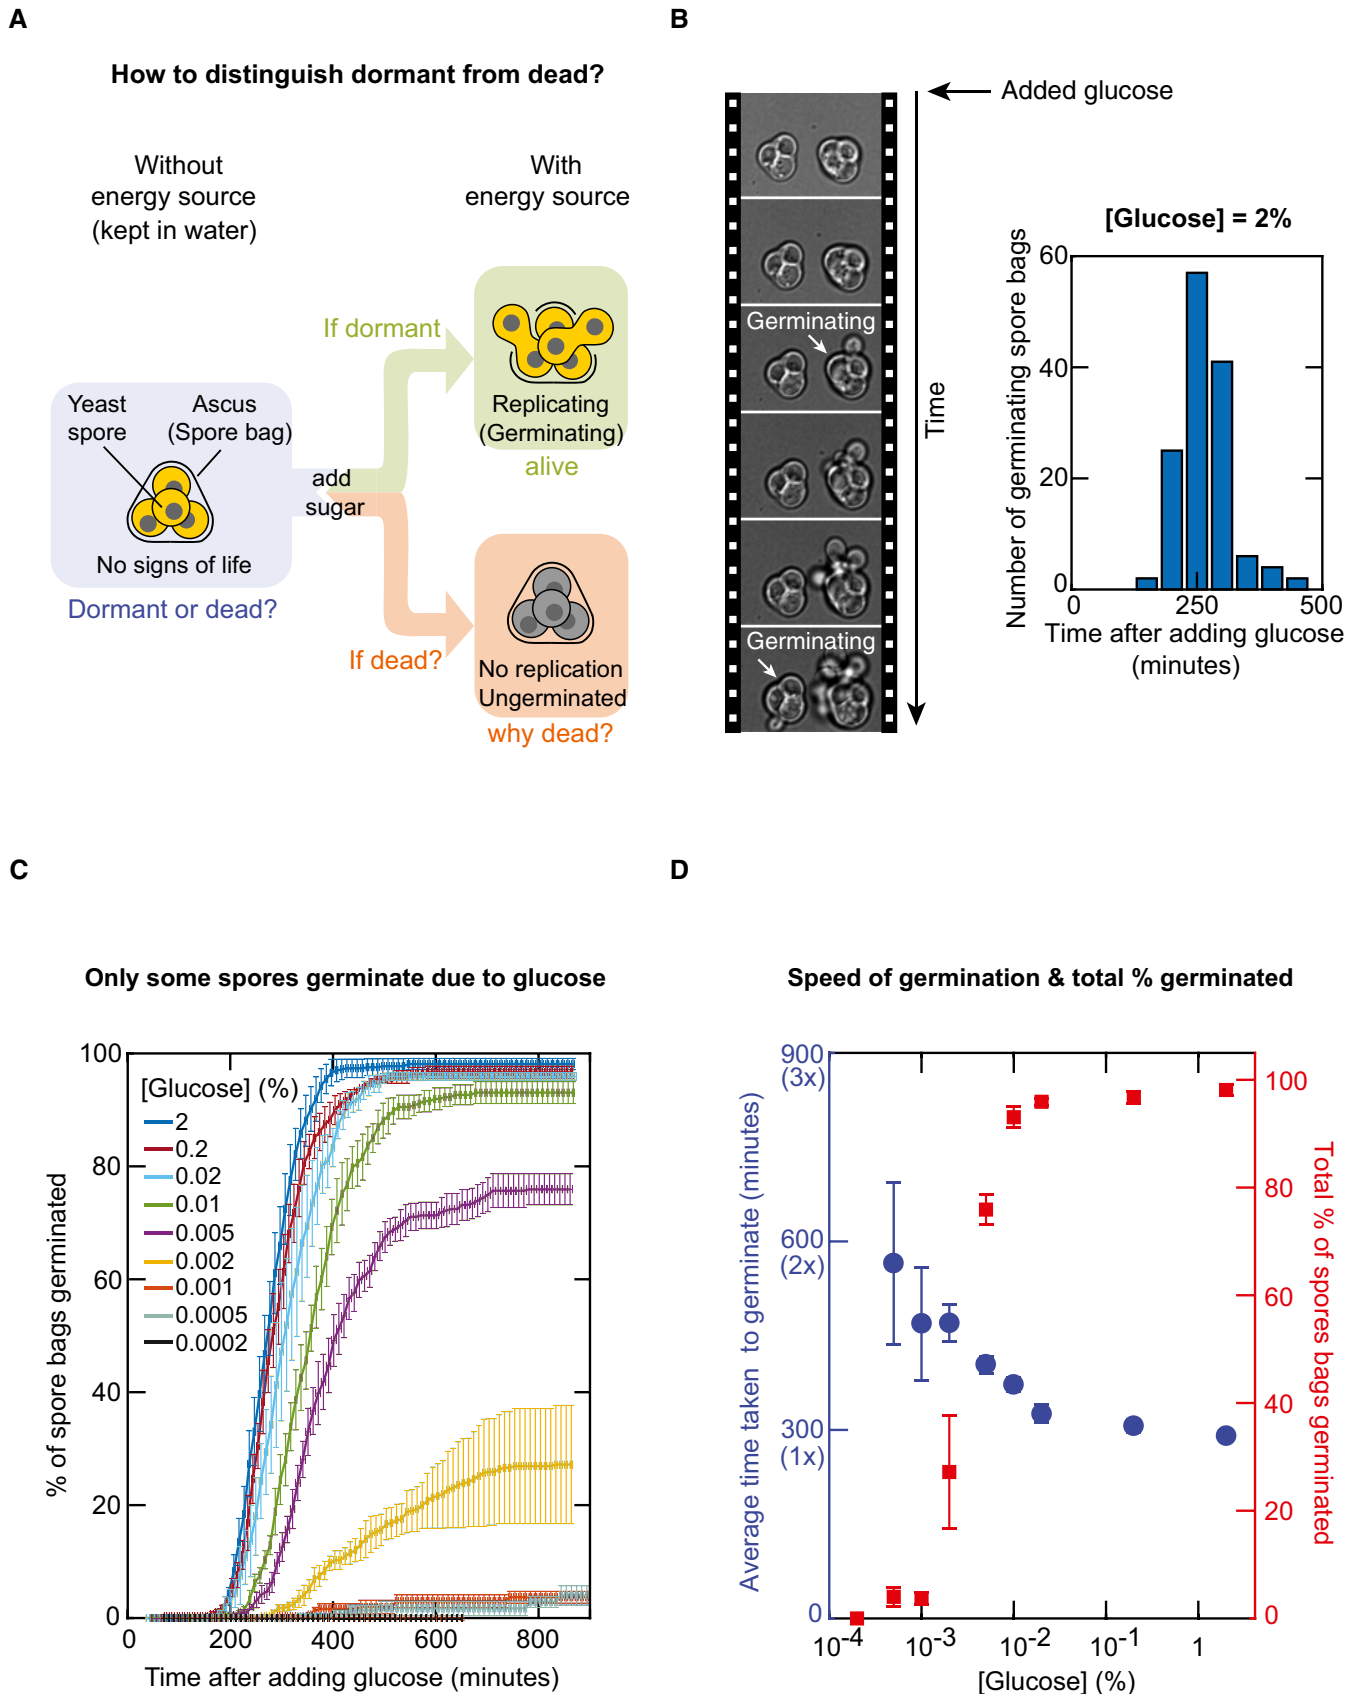 A
How to distinguish dormant from dead?
Without
energy source
(kept in water)
With
energy source
If dormant
Yeast
spore
Ascus
(Spore bag)
No signs of life
Dormant or dead?
add
sugar
Replicating
(Germinating)
alive
If dead?
No replication
Ungerminated
why dead?
B
Added glucose
Germinating
Germinating
Time
[Glucose] = 2%
Number of germinating spore bags
60
40
20
0
0
250
500
Time after adding glucose
(minutes)
C
Only some spores germinate due to glucose
% of spore bags germinated
100
80
60
40
20
0
[Glucose] (%)
2
0.2
0.02
0.01
0.005
0.002
0.001
0.0005
0.0002
0
200
400
600
800
Time after adding glucose (minutes)
D
Speed of germination & total % germinated
Average time taken to germinate (minutes)
900
(3x)
600
(2x)
300
(1x)
0
100
80
60
40
20
0
Total % of spores bags germinated
10-4
10-3
10-2
10-1
1
[Glucose] (%)